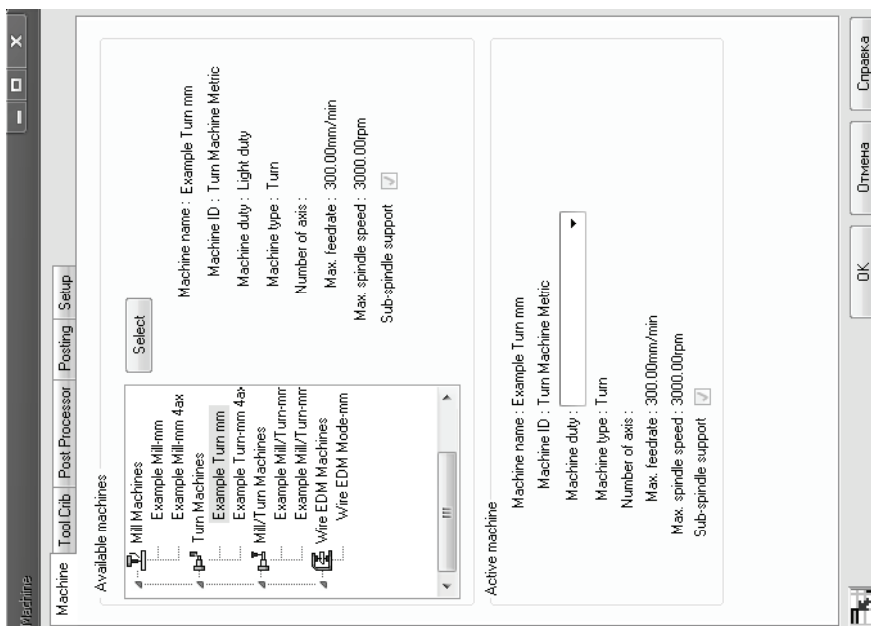 Machine
Machine Tool Crib Post Processor Posting Setup
Available machines
Mill Machines
Example Mill-mm
Example Mill-mm 4ax
Turn Machines
Example Turn mm
Example Turn-mm 4ax
Mill/Turn Machines
Example Mill/Turn-mm
Example Mill/Turn-mm
Wire EDM Machines
Wire EDM Mode-mm
Select
Machine name : Example Turn mm
Machine ID : Turn Machine Metric
Machine duty : Light duty
Machine type : Turn
Number of axis :
Max. feedrate : 300.00mm/min
Max. spindle speed : 3000.00rpm
Sub-spindle support
Active machine
Machine name : Example Turn mm
Machine ID : Turn Machine Metric
Machine duty :
Machine type : Turn
Number of axis :
Max. feedrate : 300.00mm/min
Max. spindle speed : 3000.00rpm
Sub-spindle support
OK Отмена Справка